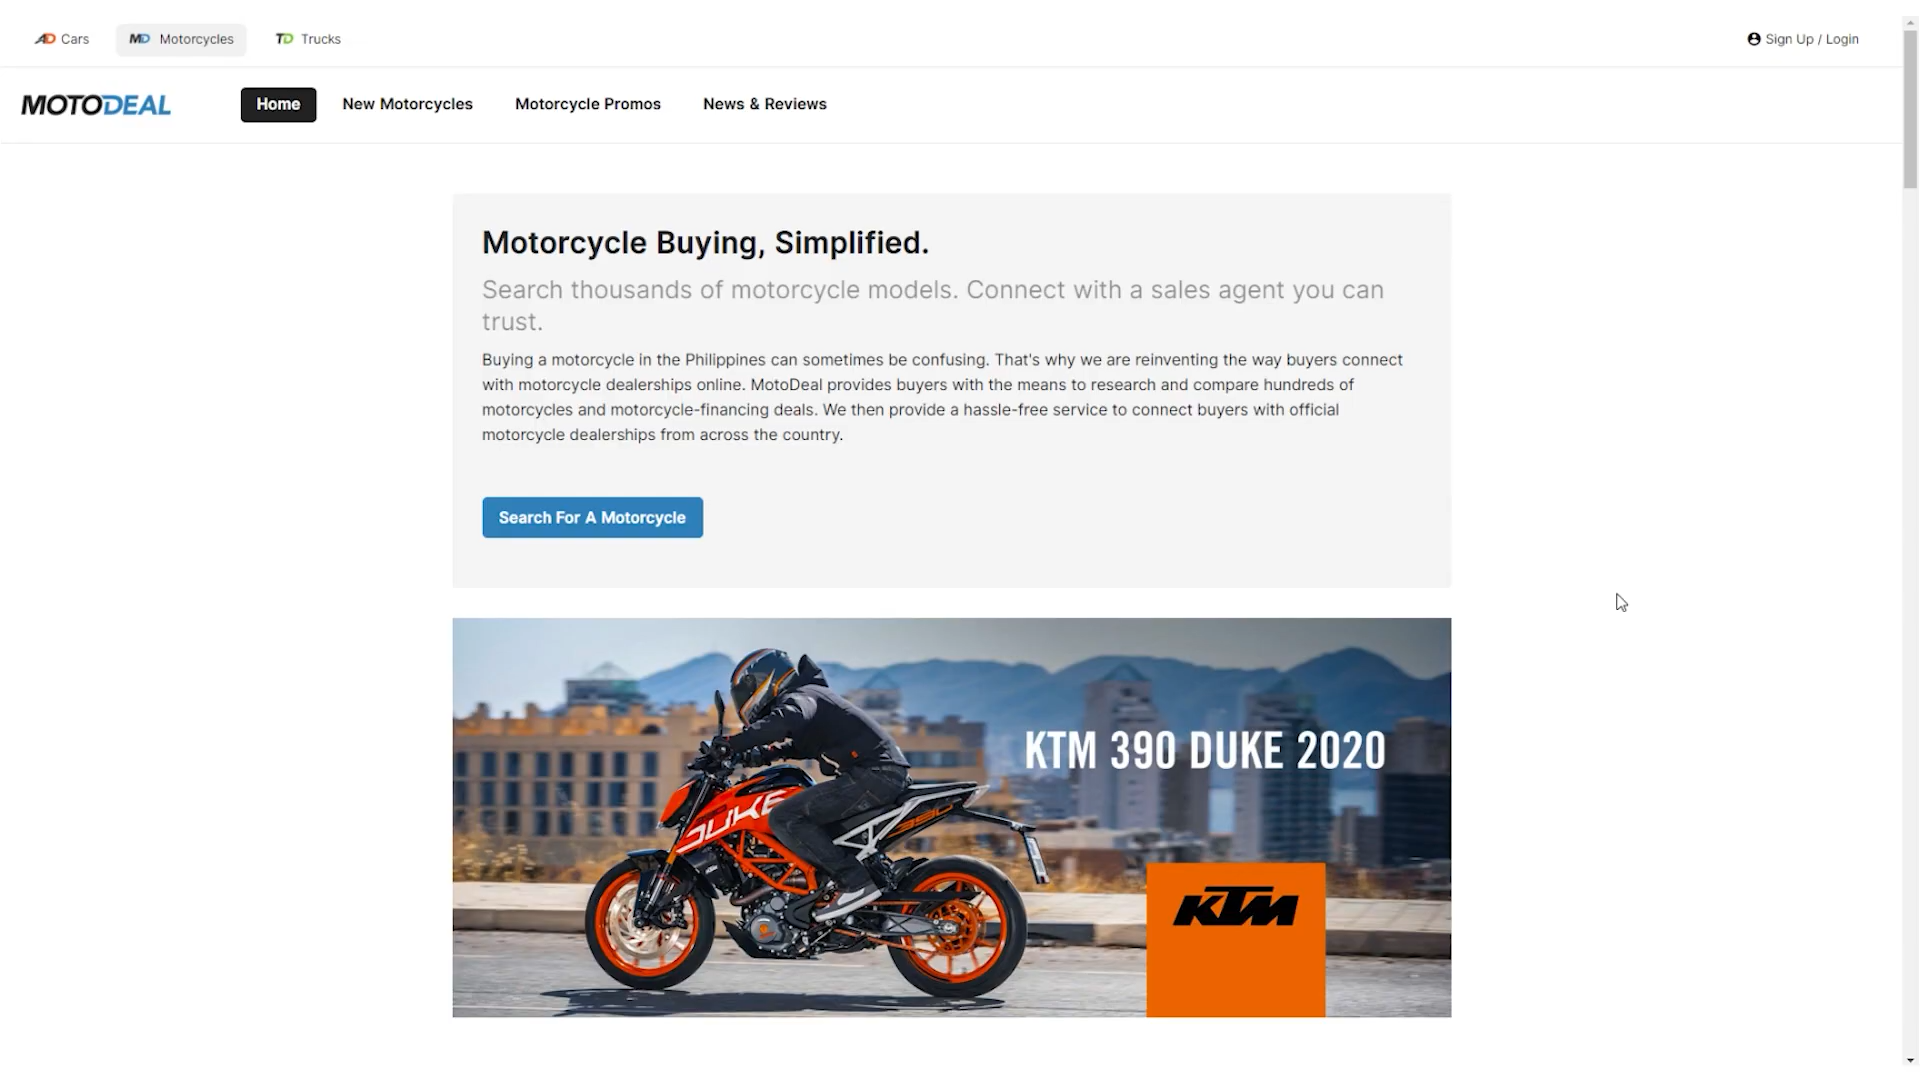 AD Cars
MD Motorcycles
TD Trucks
Sign Up / Login
MOTODEAL
Home
New Motorcycles
Motorcycle Promos
News & Reviews
Motorcycle Buying, Simplified.
Search thousands of motorcycle models. Connect with a sales agent you can
trust.
Buying a motorcycle in the Philippines can sometimes be confusing. That's why we are reinventing the way buyers connect
with motorcycle dealerships online. MotoDeal provides buyers with the means to research and compare hundreds of
motorcycles and motorcycle-financing deals. We then provide a hassle-free service to connect buyers with official
motorcycle dealerships from across the country.
Search For A Motorcycle
KTM 390 DUKE 2020
DUKE
390
KTM